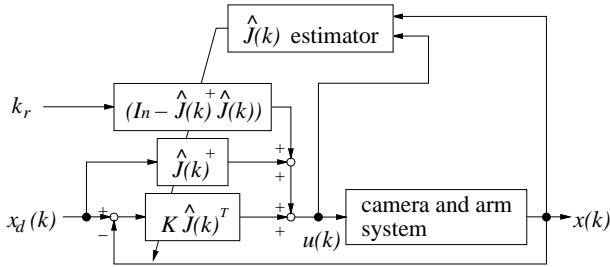 Ĵ(k) estimator
k_r
(I_n − Ĵ(k)^+ Ĵ(k))
+
+
Ĵ(k)^+
+
+
x_d(k)
+
−
K Ĵ(k)^T
+
+
u(k)
camera and arm
system
x(k)